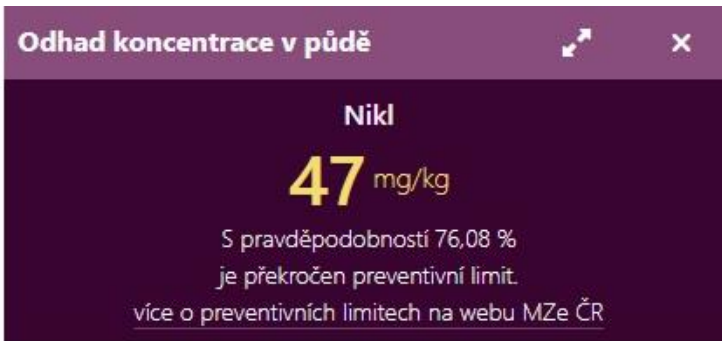 Odhad koncentrace v půdě
Nikl
47 mg/kg
S pravděpodobností 76,08 %
je překročen preventivní limit.
více o preventivních limitech na webu MZe ČR